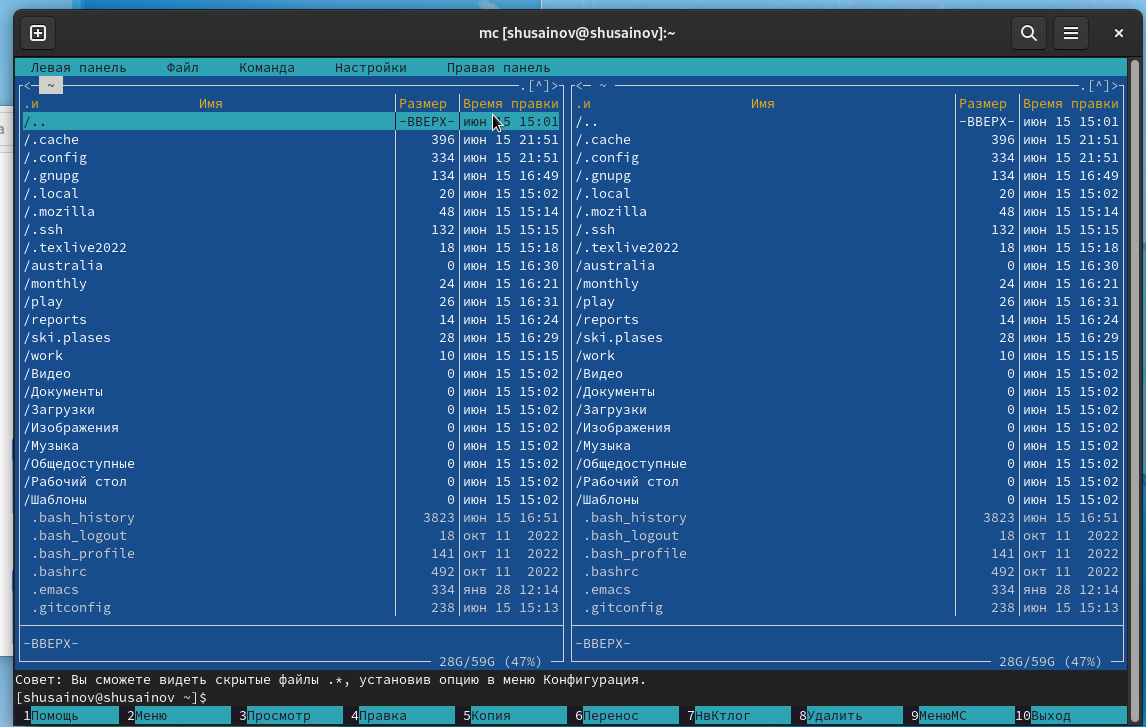 mc [shusainov@shusainov]:~
Левая панель Файл Команда Настройки Правая панель
<─ ~ .[^]> <─ ~ .[^]>
.и Имя Размер Время правки .и Имя Размер Время правки
/.. -ВВЕРХ- июн 15 15:01 /.. -ВВЕРХ- июн 15 15:01
/.cache 396 июн 15 21:51 /.cache 396 июн 15 21:51
/.config 334 июн 15 21:51 /.config 334 июн 15 21:51
/.gnupg 134 июн 15 16:49 /.gnupg 134 июн 15 16:49
/.local 20 июн 15 15:02 /.local 20 июн 15 15:02
/.mozilla 48 июн 15 15:14 /.mozilla 48 июн 15 15:14
/.ssh 132 июн 15 15:15 /.ssh 132 июн 15 15:15
/.texlive2022 18 июн 15 15:18 /.texlive2022 18 июн 15 15:18
/australia 0 июн 15 16:30 /australia 0 июн 15 16:30
/monthly 24 июн 15 16:21 /monthly 24 июн 15 16:21
/play 26 июн 15 16:31 /play 26 июн 15 16:31
/reports 14 июн 15 16:24 /reports 14 июн 15 16:24
/ski.plases 28 июн 15 16:29 /ski.plases 28 июн 15 16:29
/work 10 июн 15 15:15 /work 10 июн 15 15:15
/Видео 0 июн 15 15:02 /Видео 0 июн 15 15:02
/Документы 0 июн 15 15:02 /Документы 0 июн 15 15:02
/Загрузки 0 июн 15 15:02 /Загрузки 0 июн 15 15:02
/Изображения 0 июн 15 15:02 /Изображения 0 июн 15 15:02
/Музыка 0 июн 15 15:02 /Музыка 0 июн 15 15:02
/Общедоступные 0 июн 15 15:02 /Общедоступные 0 июн 15 15:02
/Рабочий стол 0 июн 15 15:02 /Рабочий стол 0 июн 15 15:02
/Шаблоны 0 июн 15 15:02 /Шаблоны 0 июн 15 15:02
.bash_history 3823 июн 15 16:51 .bash_history 3823 июн 15 16:51
.bash_logout 18 окт 11 2022 .bash_logout 18 окт 11 2022
.bash_profile 141 окт 11 2022 .bash_profile 141 окт 11 2022
.bashrc 492 окт 11 2022 .bashrc 492 окт 11 2022
.emacs 334 янв 28 12:14 .emacs 334 янв 28 12:14
.gitconfig 238 июн 15 15:13 .gitconfig 238 июн 15 15:13
-ВВЕРХ- -ВВЕРХ-
28G/59G (47%) 28G/59G (47%)
Совет: Вы сможете видеть скрытые файлы .*, установив опцию в меню Конфигурация.
[shusainov@shusainov ~]$
1Помощь 2Меню 3Просмотр 4Правка 5Копия 6Перенос 7НвКтлог 8Удалить 9МенюМС 10Выход